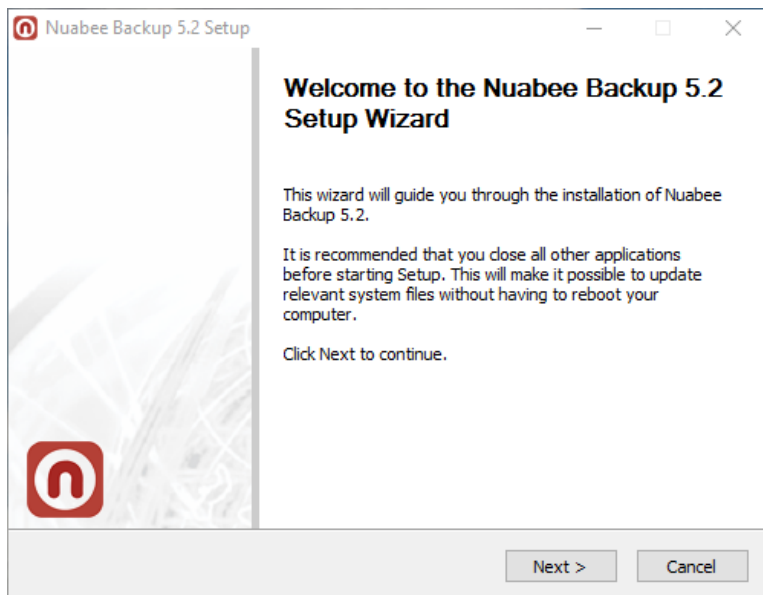 Nuabee Backup 5.2 Setup
Welcome to the Nuabee Backup 5.2
Setup Wizard
This wizard will guide you through the installation of Nuabee
Backup 5.2.
It is recommended that you close all other applications
before starting Setup. This will make it possible to update
relevant system files without having to reboot your
computer.
Click Next to continue.
Next >
Cancel